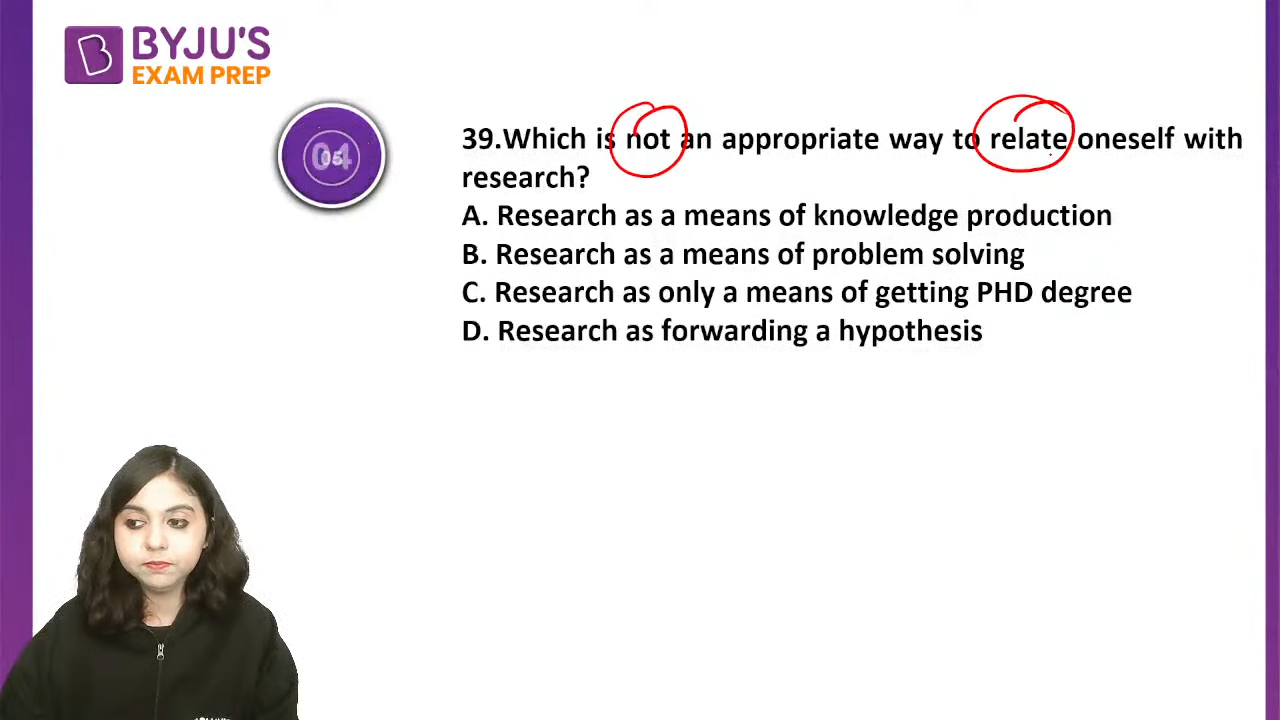 BYJU'S
EXAM PREP
39.Which is not an appropriate way to relate oneself with
research?
A. Research as a means of knowledge production
B. Research as a means of problem solving
C. Research as only a means of getting PHD degree
D. Research as forwarding a hypothesis